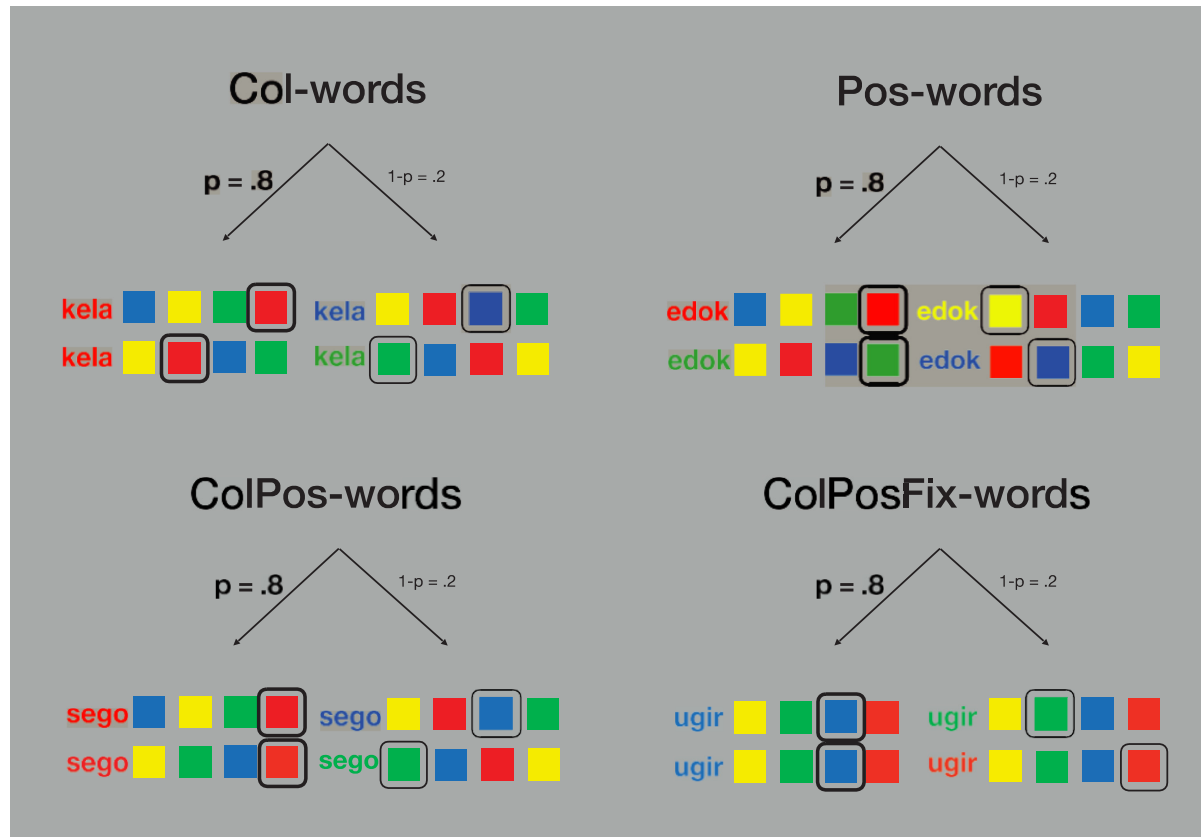 Col-words
p = .8
1-p = .2
kela
kela
kela
kela
Pos-words
p = .8
1-p = .2
edok
edok
edok
edok
ColPos-words
p = .8
1-p = .2
sego
sego
sego
sego
ColPosFix-words
p = .8
1-p = .2
ugir
ugir
ugir
ugir